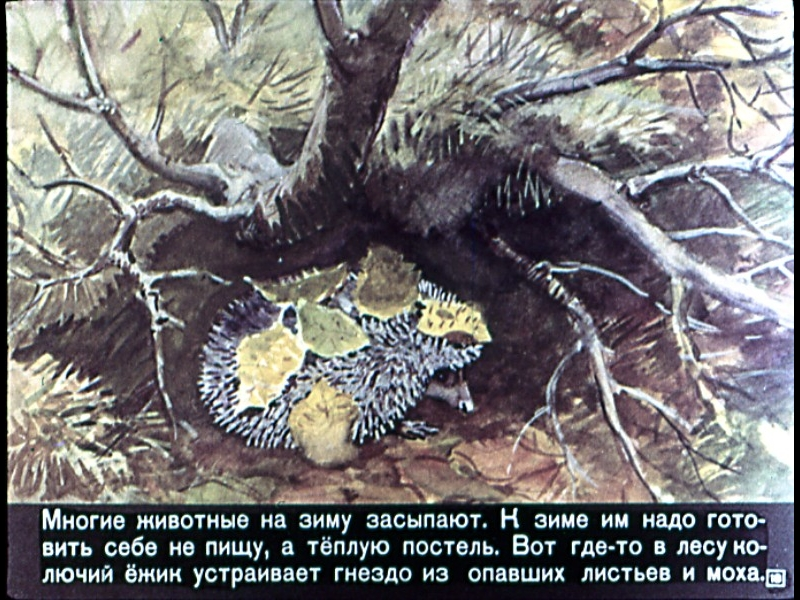 Многие животные на зиму засыпают. К зиме им надо гото-
вить себе не пищу, а тёплую постель. Вот где-то в лесу ко-
лючий ёжик устраивает гнездо из опавших листьев и моха.